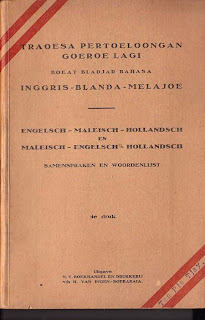 TRAOESA PERTOELOONGAN
GOEROE LAGI
BOEAT BLADJAR BAHASA
INGGRIS-BLANDA-MELAJOE
ENGELSCH-MALEISCH-HOLLANDSCH
EN
MALEISCH-ENGELSCH-HOLLANDSCH
SAMENSPRAKEN EN WOORDENLIJST
4e druk
Uitgave
N.V. BOEKHANDEL EN DRUKKERIJ
v/h H. VAN INGEN-SOERABAIA